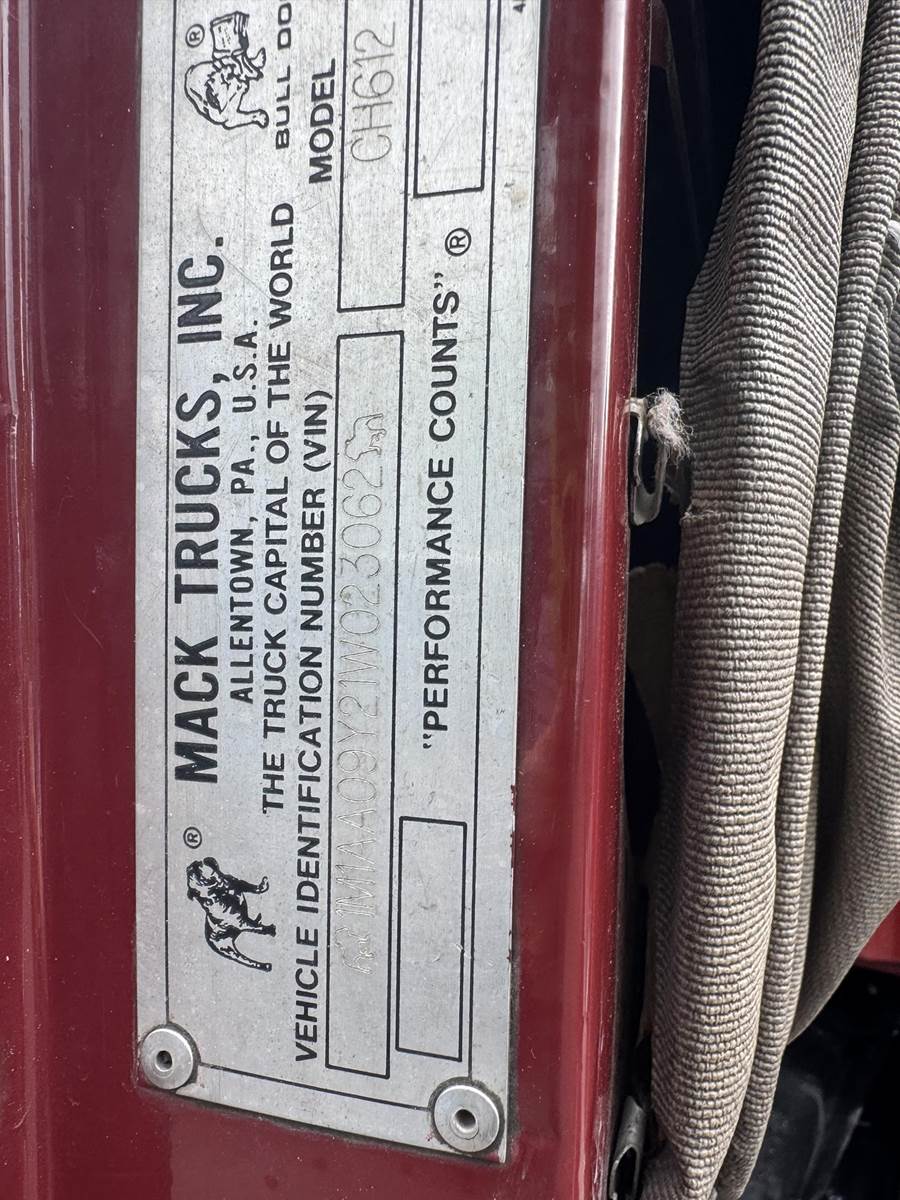 ® MACK TRUCKS, INC. ®
ALLENTOWN, PA., U.S.A.
THE TRUCK CAPITAL OF THE WORLD BULL DO
VEHICLE IDENTIFICATION NUMBER (VIN) MODEL
1M1AA09Y21W023062 CH612
"PERFORMANCE COUNTS" ®